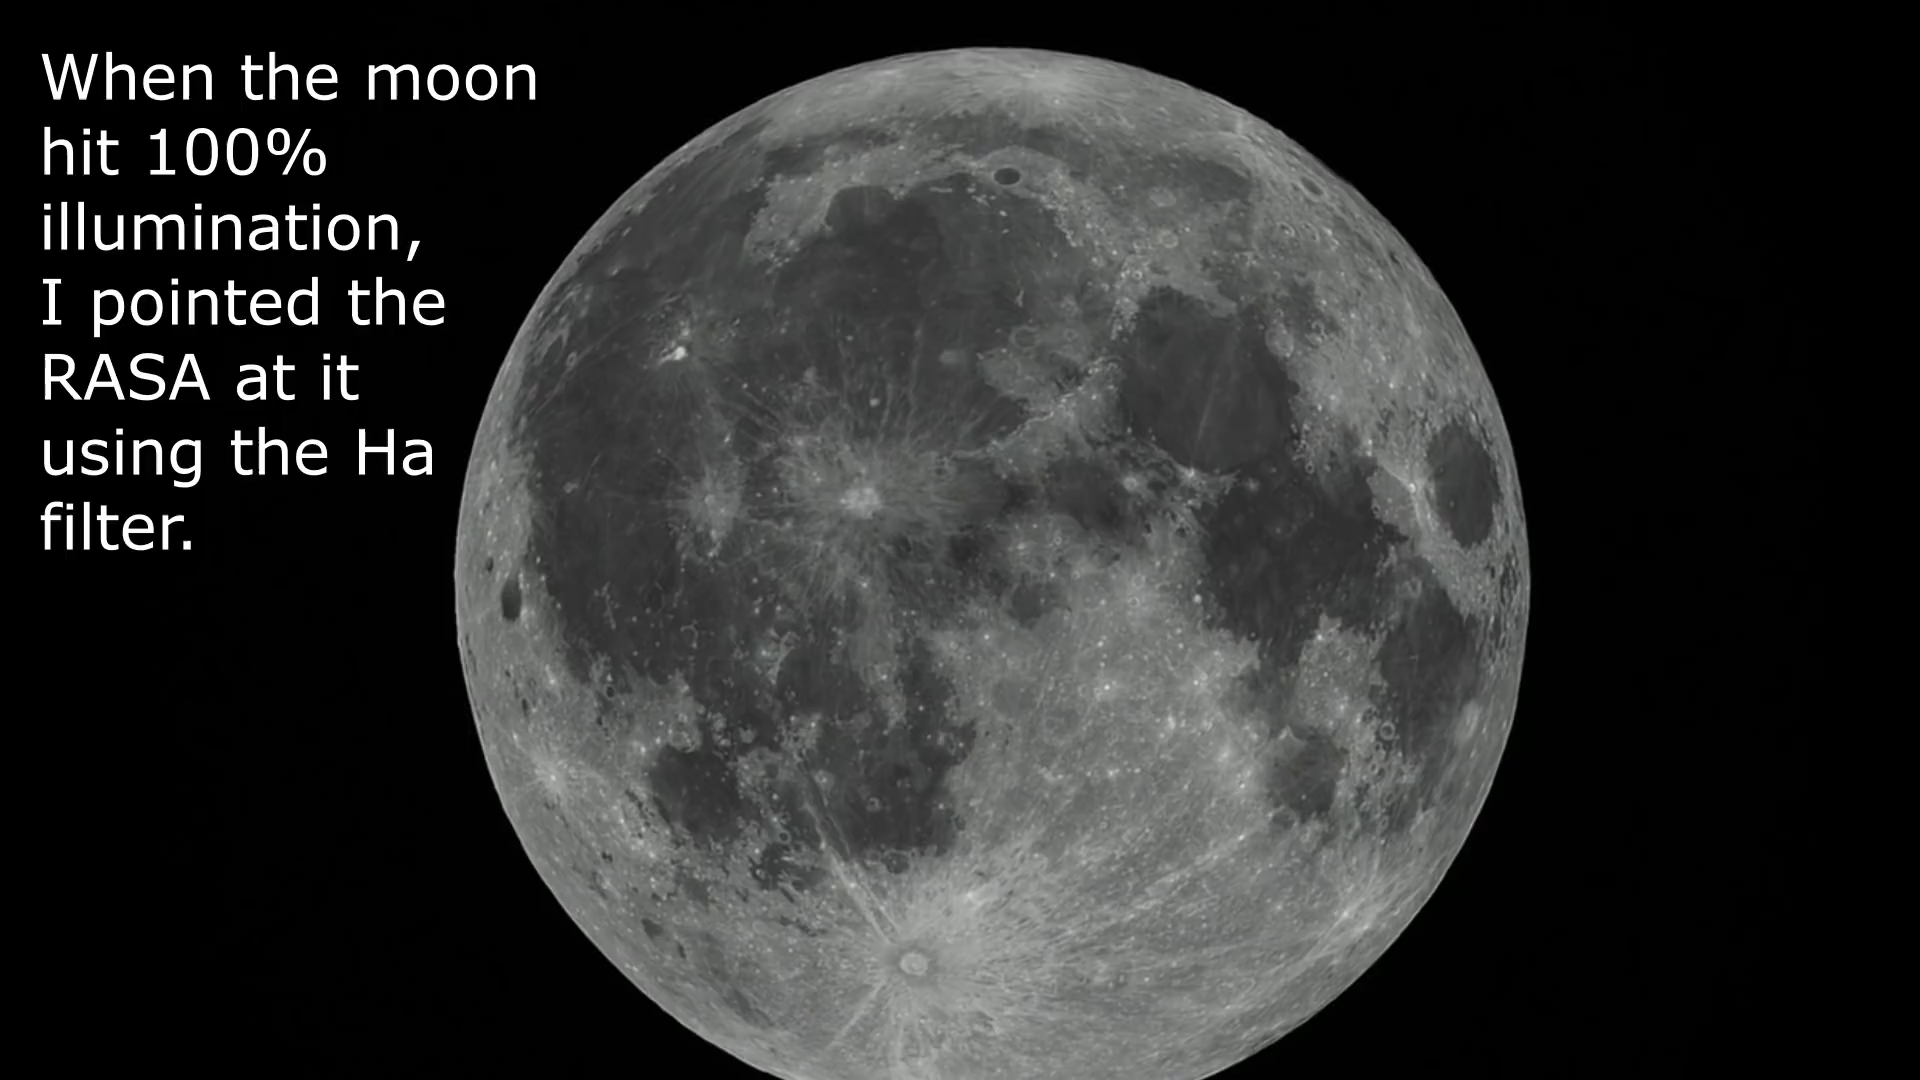 When the moon
hit 100%
illumination,
I pointed the
RASA at it
using the Ha
filter.